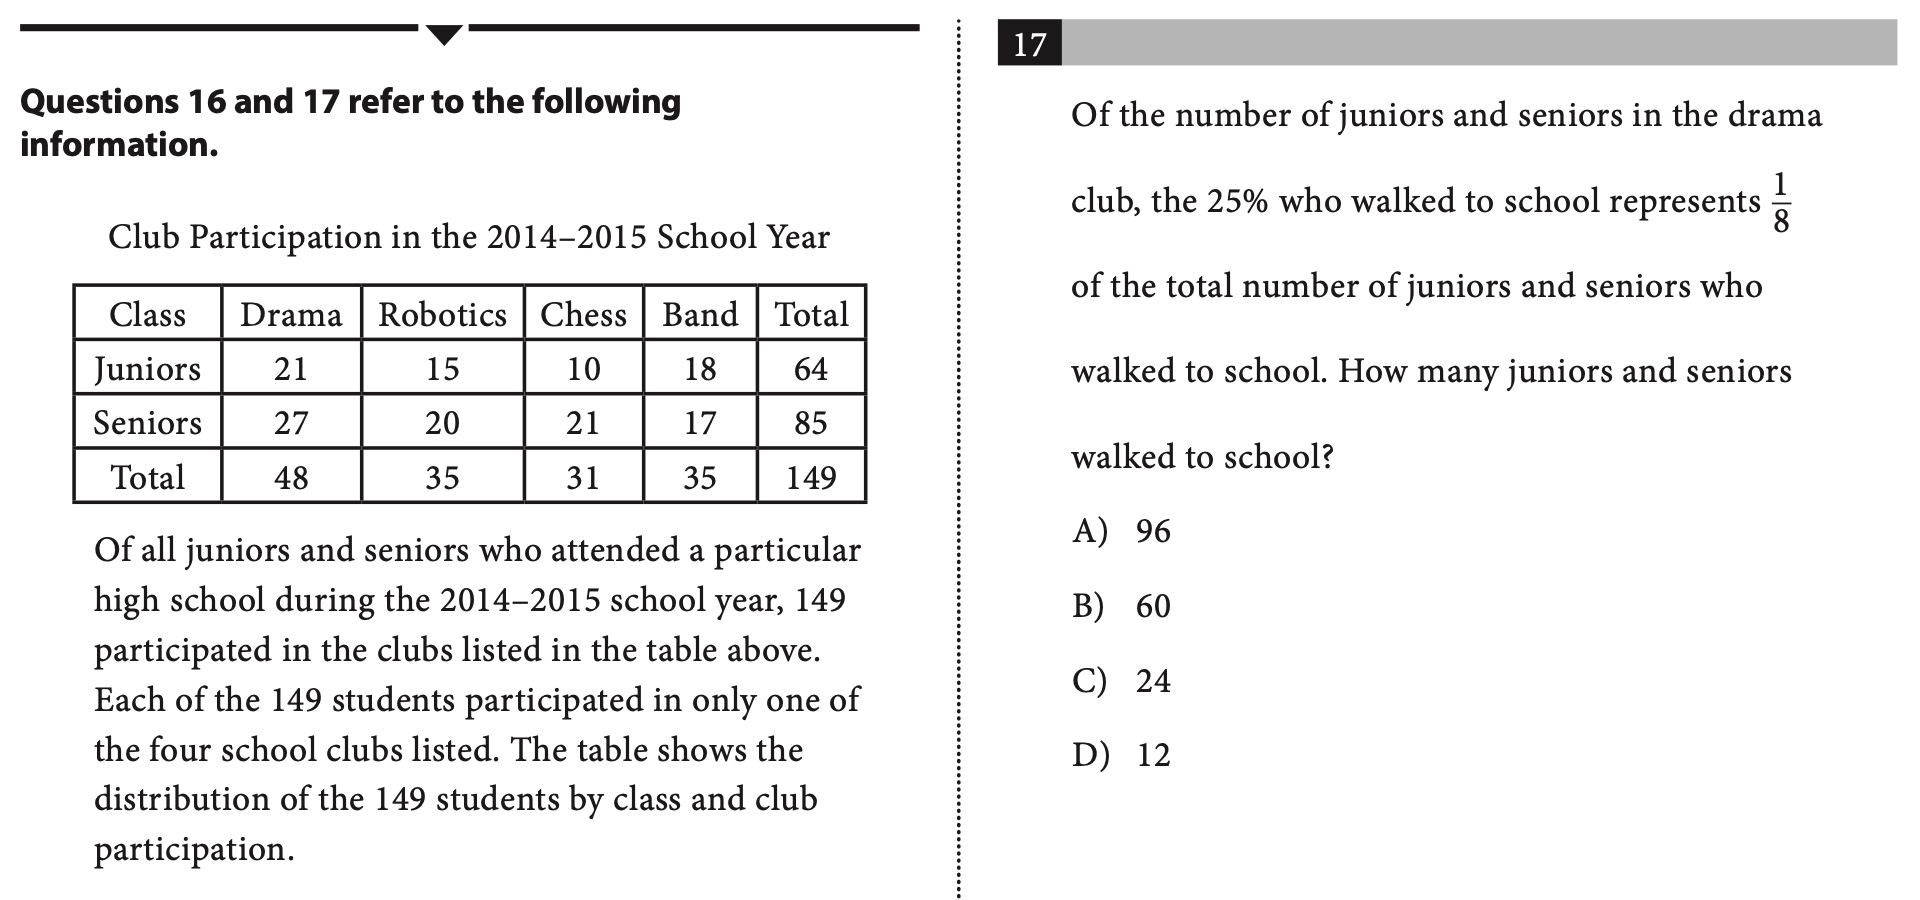 Questions 16 and 17 refer to the following
information.
Club Participation in the 2014–2015 School Year
Class Drama Robotics Chess Band Total
Juniors 21 15 10 18 64
Seniors 27 20 21 17 85
Total 48 35 31 35 149
Of all juniors and seniors who attended a particular
high school during the 2014–2015 school year, 149
participated in the clubs listed in the table above.
Each of the 149 students participated in only one of
the four school clubs listed. The table shows the
distribution of the 149 students by class and club
participation.
17
Of the number of juniors and seniors in the drama
club, the 25% who walked to school represents 1/8
of the total number of juniors and seniors who
walked to school. How many juniors and seniors
walked to school?
A) 96
B) 60
C) 24
D) 12